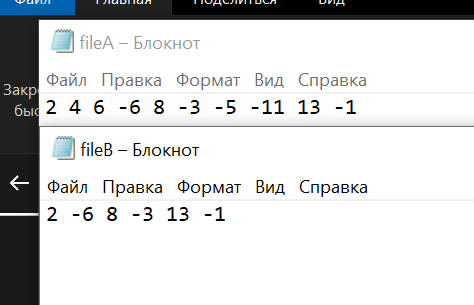 Файл Главная Поделиться Вид
fileA – Блокнот
Файл Правка Формат Вид Справка
2 4 6 -6 8 -3 -5 -11 13 -1
fileB – Блокнот
Файл Правка Формат Вид Справка
2 -6 8 -3 13 -1